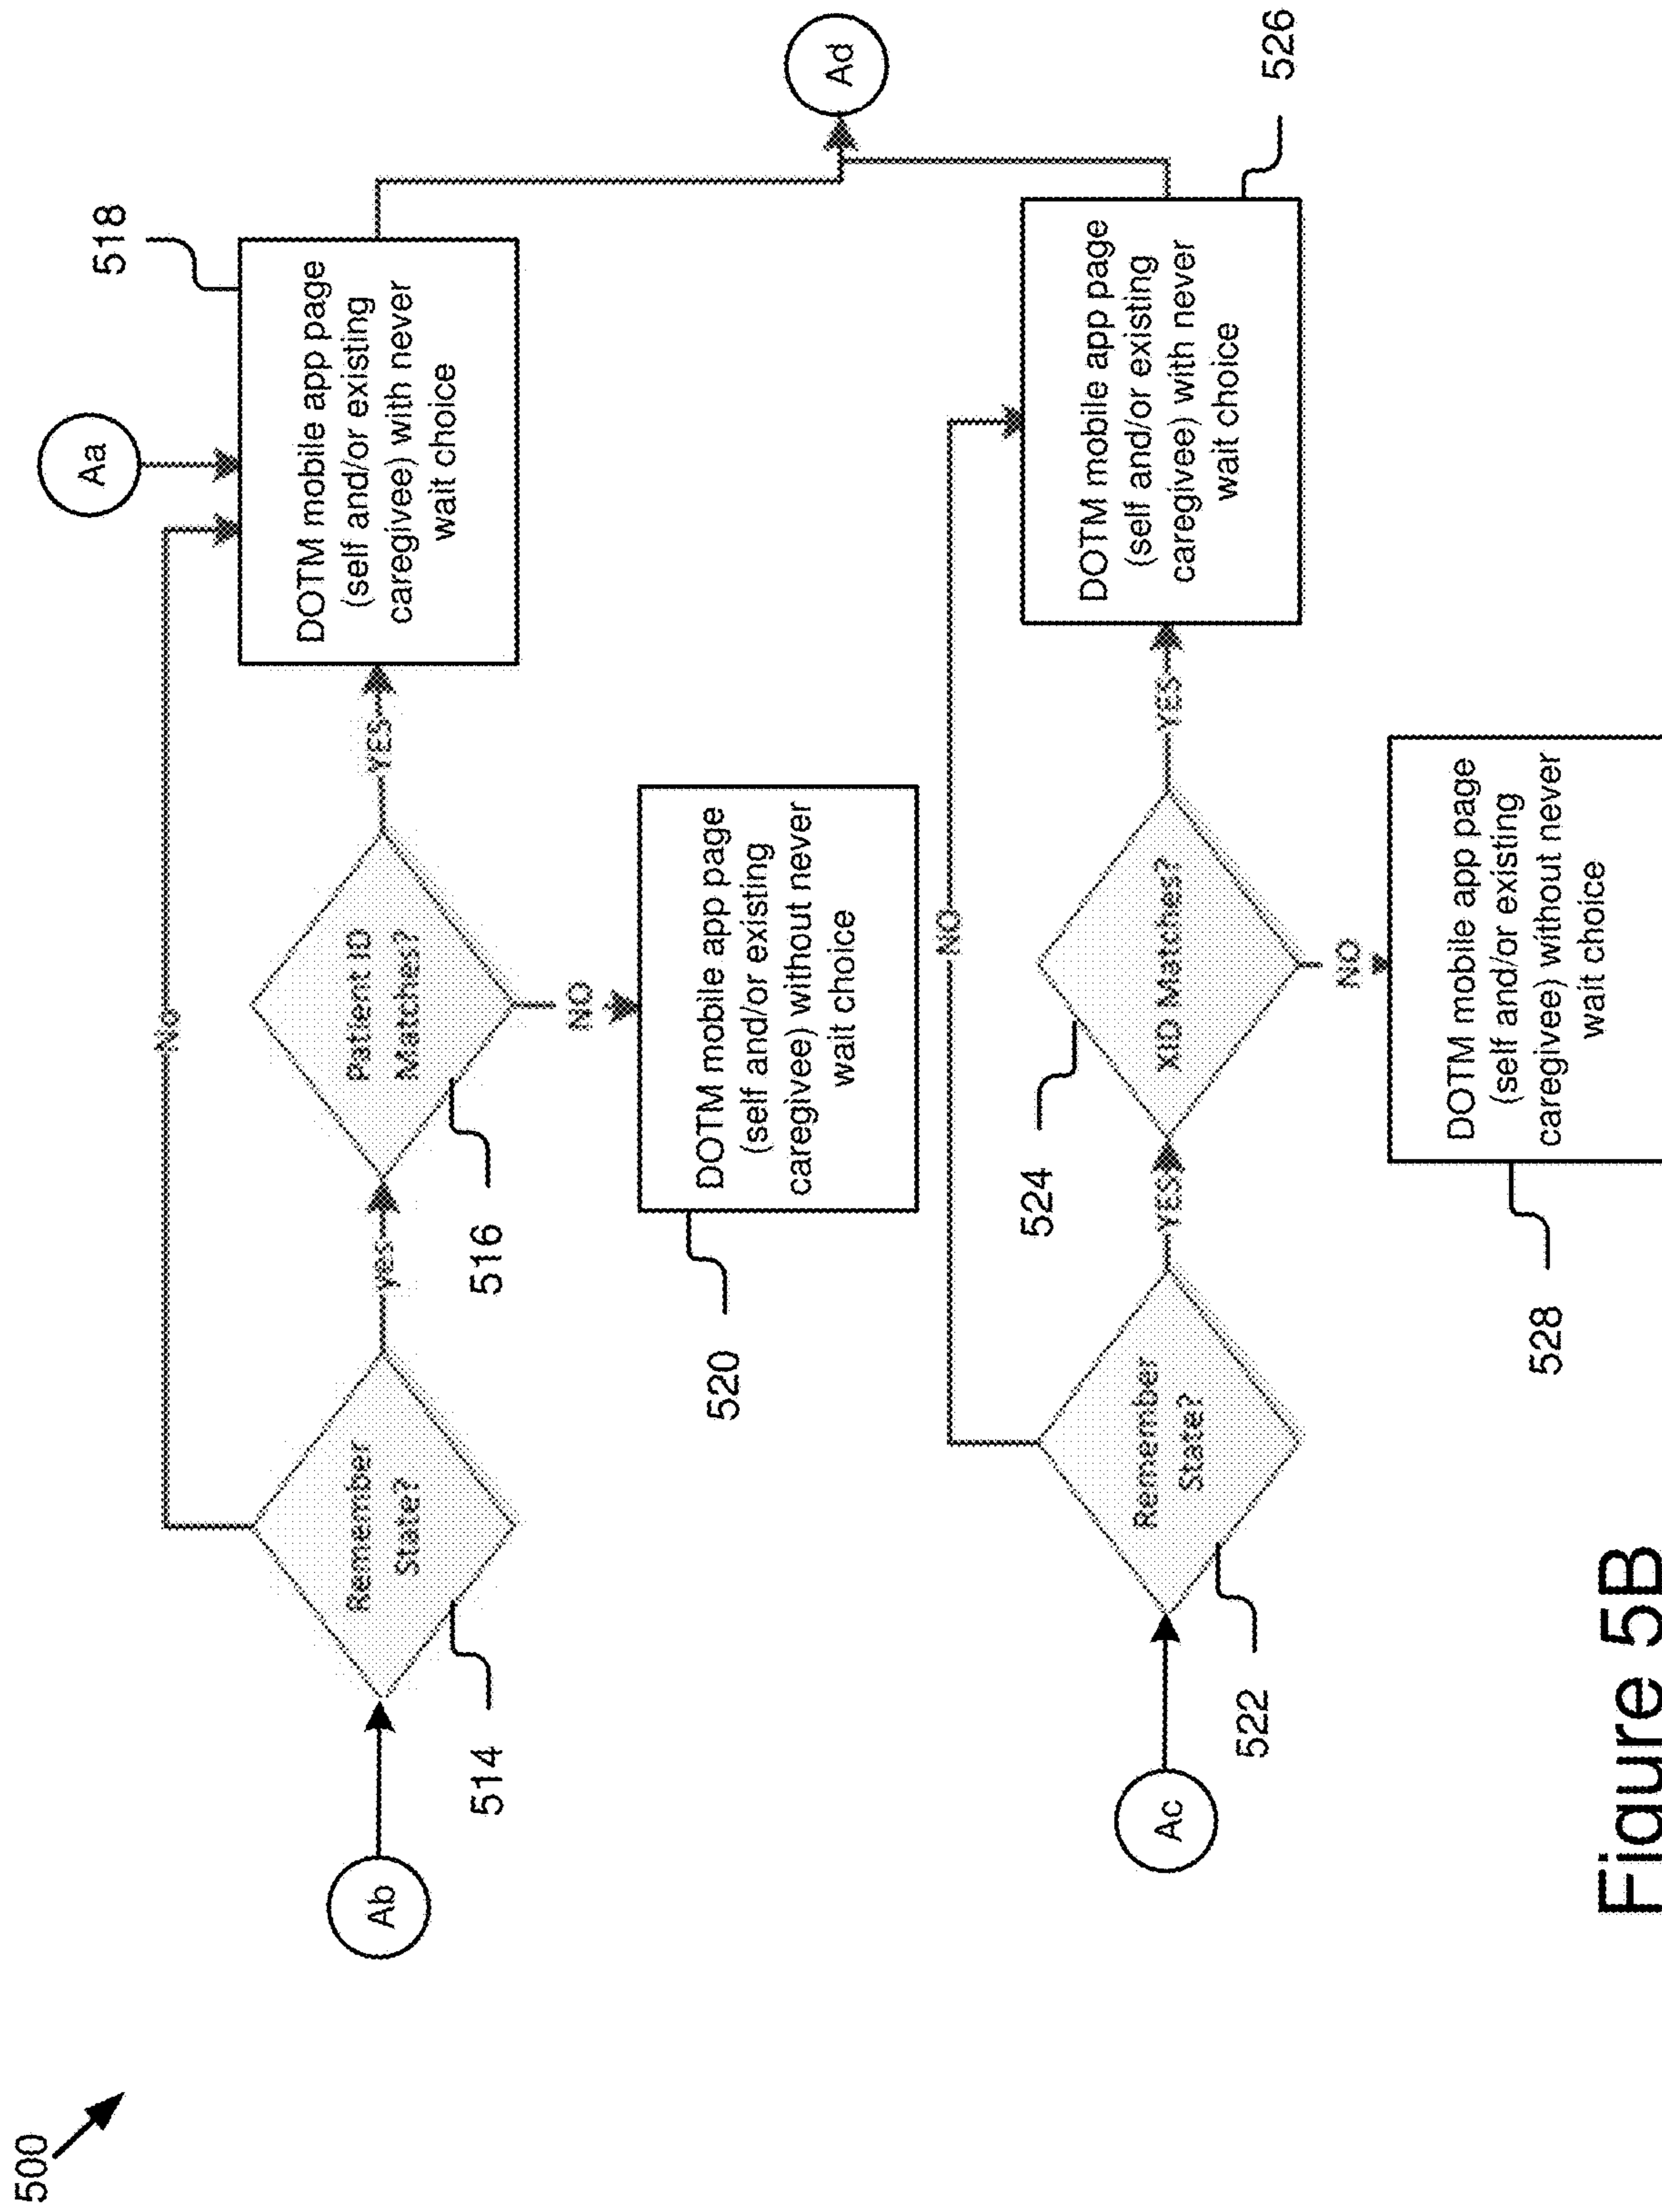 500
Aa
518
No
Ab
514
Remember
State?
yes
516
Patient ID
Matches?
YES
DOTM mobile app page
(self and/or existing
caregivee) with never
wait choice
NO
520
DOTM mobile app page
(self and/or existing
caregivee) without never
wait choice
Ad
NO
Ac
522
Remember
State?
YES
524
XID Matches?
YES
DOTM mobile app page
(self and/or existing
caregivee) with never
wait choice
526
NO
528
DOTM mobile app page
(self and/or existing
caregivee) without never
wait choice
Figure 5B